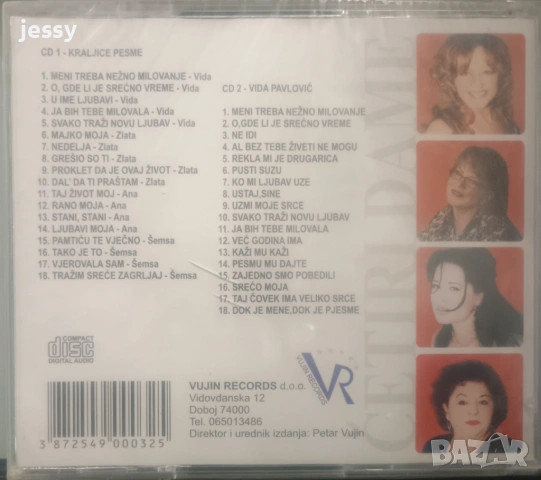 jessy
CD 1 - KRALJICE PESME
1. MENI TREBA NEŽNO MILOVANJE - Vida
2. O, GDE LI JE SREĆNO VREME - Vida
3. U IME LJUBAVI - Vida
4. JA BIH TEBE MILOVALA - Vida
5. SVAKO TRAŽI NOVU LJUBAV - Vida
6. MAJKO MOJA - Zlata
7. NEDELJA - Zlata
8. GREŠIO SO TI - Zlata
9. PROKLET DA JE OVAJ ŽIVOT - Zlata
10. DAL' DA TI PRAŠTAM - Zlata
11. TAJ ŽIVOT MOJ - Ana
12. RANO MOJA - Ana
13. STANI, STANI - Ana
14. LJUBAVI MOJA - Ana
15. PAMTIĆU TE VJEČNO - Šemsa
16. TAKO JE TO - Šemsa
17. VJEROVALA SAM - Šemsa
18. TRAŽIM SREĆE ZAGRLJAJ - Šemsa
CD 2 - VIDA PAVLOVIĆ
1. MENI TREBA NEŽNO MILOVANJE
2. O,GDE LI JE SREĆNO VREME
3. NE IDI
4. AL BEZ TEBE ŽIVETI NE MOGU
5. REKLA MI JE DRUGARICA
6. PUSTI SUZU
7. KO MI LJUBAV UZE
8. USTAJ,SINE
9. UZMI MOJE SRCE
10. SVAKO TRAŽI NOVU LJUBAV
11. JA BIH TEBE MILOVALA
12. VEĆ GODINA IMA
13. KAŽI MU KAŽI
14. PESMU MU DAJTE
15. ZAJEDNO SMO POBEDILI
16. SREĆO MOJA
17. TAJ ČOVEK IMA VELIKO SRCE
18. DOK JE MENE,DOK JE PJESME
ČETIRI DAME
COMPACT
disc
DIGITAL AUDIO
3 872549 000325
VUJIN RECORDS d.o.o.
Vidovdanska 12
Doboj 74000
Tel. 065013486
Direktor i urednik izdanja: Petar Vujin
VR
VUJIN RECORDS
BAZAR